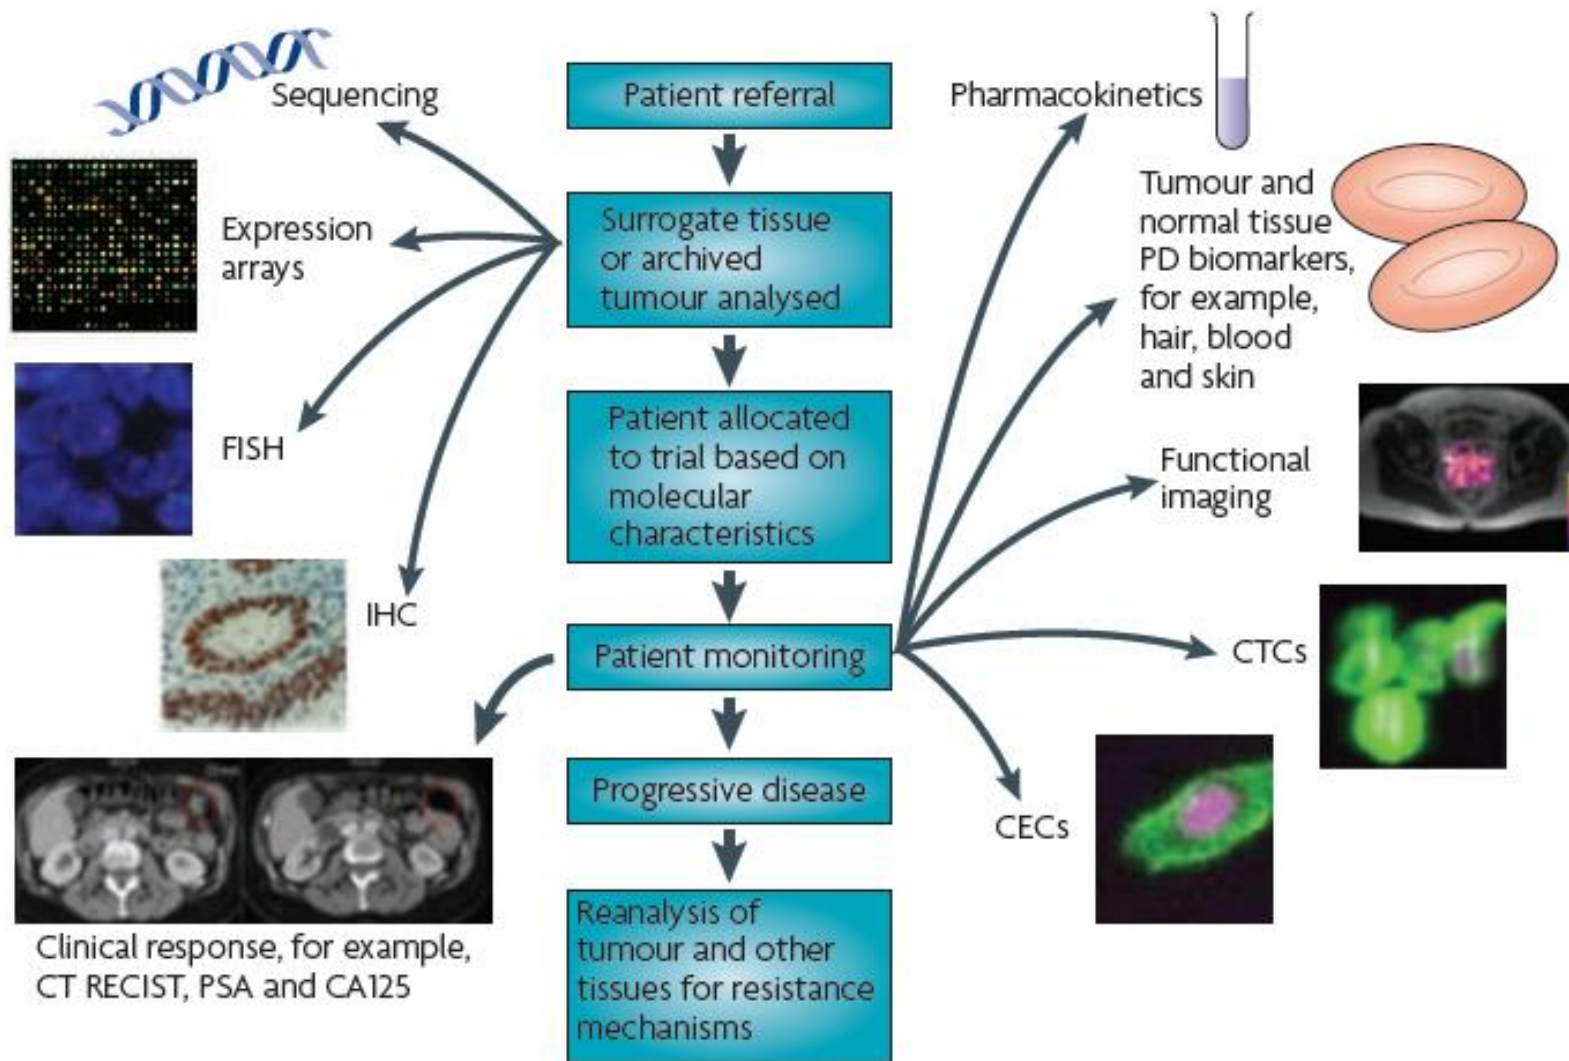 Sequencing
Expression
arrays
FISH
IHC
Clinical response, for example,
CT RECIST, PSA and CA125
Patient referral
Surrogate tissue
or archived
tumour analysed
Patient allocated
to trial based on
molecular
characteristics
Patient monitoring
Progressive disease
Reanalysis of
tumour and other
tissues for resistance
mechanisms
Pharmacokinetics
Tumour and
normal tissue
PD biomarkers,
for example,
hair, blood
and skin
Functional
imaging
CTCs
CECs